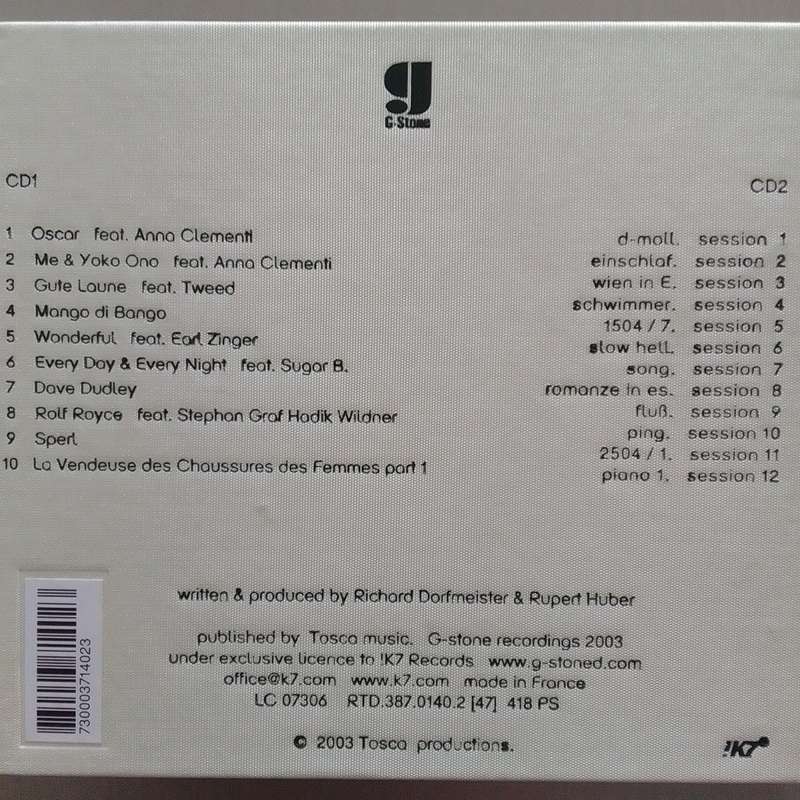 G-Stone
CD1
1 Oscar feat. Anna Clementi
2 Me & Yoko Ono feat. Anna Clementi
3 Gute Laune feat. Tweed
4 Mango di Bango
5 Wonderful feat. Earl Zinger
6 Every Day & Every Night feat. Sugar B.
7 Dave Dudley
8 Rolf Royce feat. Stephan Graf Hadik Wildner
9 Sperl
10 La Vendeuse des Chaussures des Femmes part 1
CD2
d-moll. session 1
einschlaf. session 2
wien in E. session 3
schwimmer. session 4
1504 / 7. session 5
slow hell. session 6
song. session 7
romanze in es. session 8
fluß. session 9
ping. session 10
2504 / 1. session 11
piano 1. session 12
written & produced by Richard Dorfmeister & Rupert Huber
published by Tosca music. G-stone recordings 2003
under exclusive licence to !K7 Records www.g-stoned.com
office@k7.com www.k7.com made in France
LC 07306 RTD.387.0140.2 [47] 418 PS
© 2003 Tosca productions.
730003714023
!K7